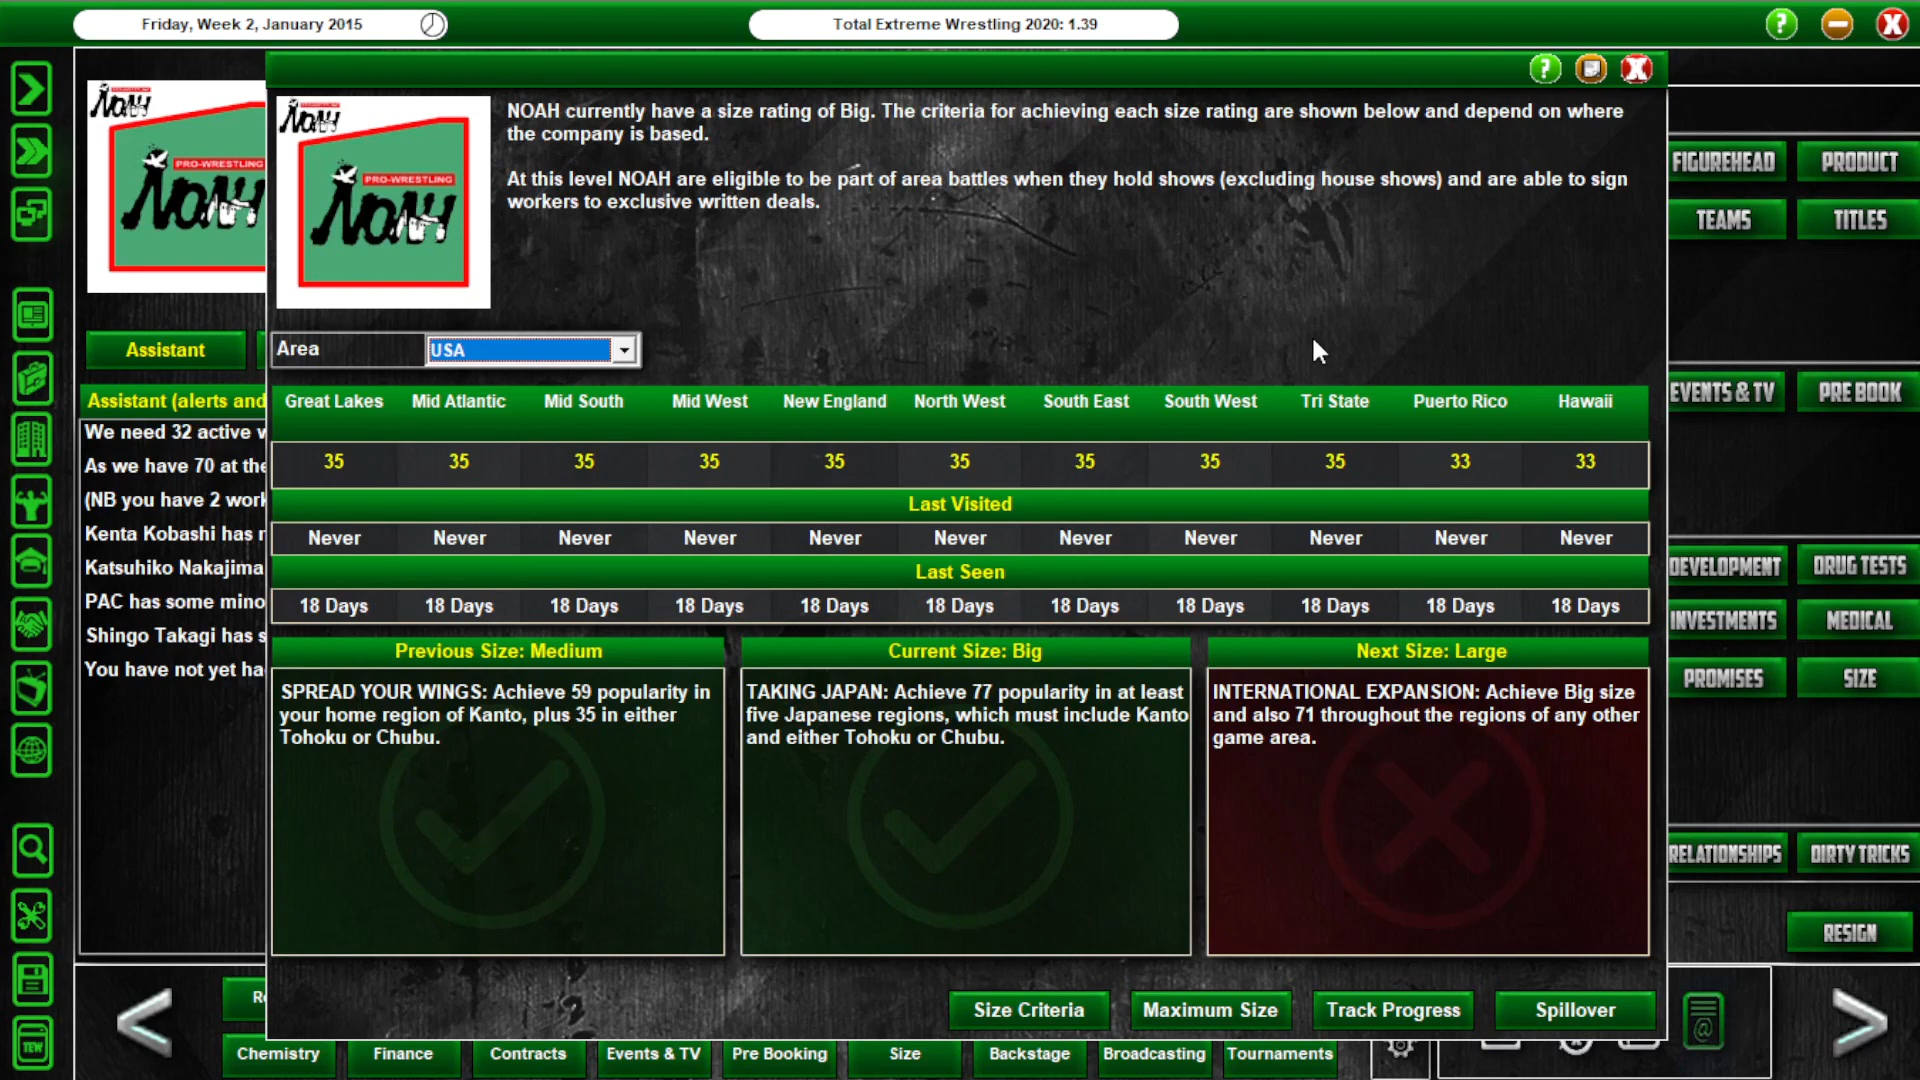 Friday, Week 2, January 2015
Total Extreme Wrestling 2020: 1.39
NOAH
PRO-WRESTLING
NOAH
NOAH
PRO-WRESTLING
NOAH
NOAH currently have a size rating of Big. The criteria for achieving each size rating are shown below and depend on where
the company is based.
At this level NOAH are eligible to be part of area battles when they hold shows (excluding house shows) and are able to sign
workers to exclusive written deals.
FIGUREHEAD
PRODUCT
TEAMS
TITLES
Assistant
Area
USA
Assistant (alerts and
We need 32 active
As we have 70 at the
(NB you have 2 work
Kenta Kobashi has
Katsuhiko Nakajima
PAC has some mino
Shingo Takagi has s
You have not yet ha
Great Lakes Mid Atlantic Mid South Mid West New England North West South East South West Tri State Puerto Rico Hawaii
35 35 35 35 35 35 35 35 35 33 33
Last Visited
Never Never Never Never Never Never Never Never Never Never Never
Last Seen
18 Days 18 Days 18 Days 18 Days 18 Days 18 Days 18 Days 18 Days 18 Days 18 Days 18 Days
Previous Size: Medium
SPREAD YOUR WINGS: Achieve 59 popularity in
your home region of Kanto, plus 35 in either
Tohoku or Chubu.
Current Size: Big
TAKING JAPAN: Achieve 77 popularity in at least
five Japanese regions, which must include Kanto
and either Tohoku or Chubu.
Next Size: Large
INTERNATIONAL EXPANSION: Achieve Big size
and also 71 throughout the regions of any other
game area.
EVENTS & TV
PRE BOOK
DEVELOPMENT
DRUG TESTS
INVESTMENTS
MEDICAL
PROMISES
SIZE
RELATIONSHIPS
DIRTY TRICKS
RESIGN
Size Criteria
Maximum Size
Track Progress
Spillover
Chemistry
Finance
Contracts
Events & TV
Pre Booking
Size
Backstage
Broadcasting
Tournaments
TEW